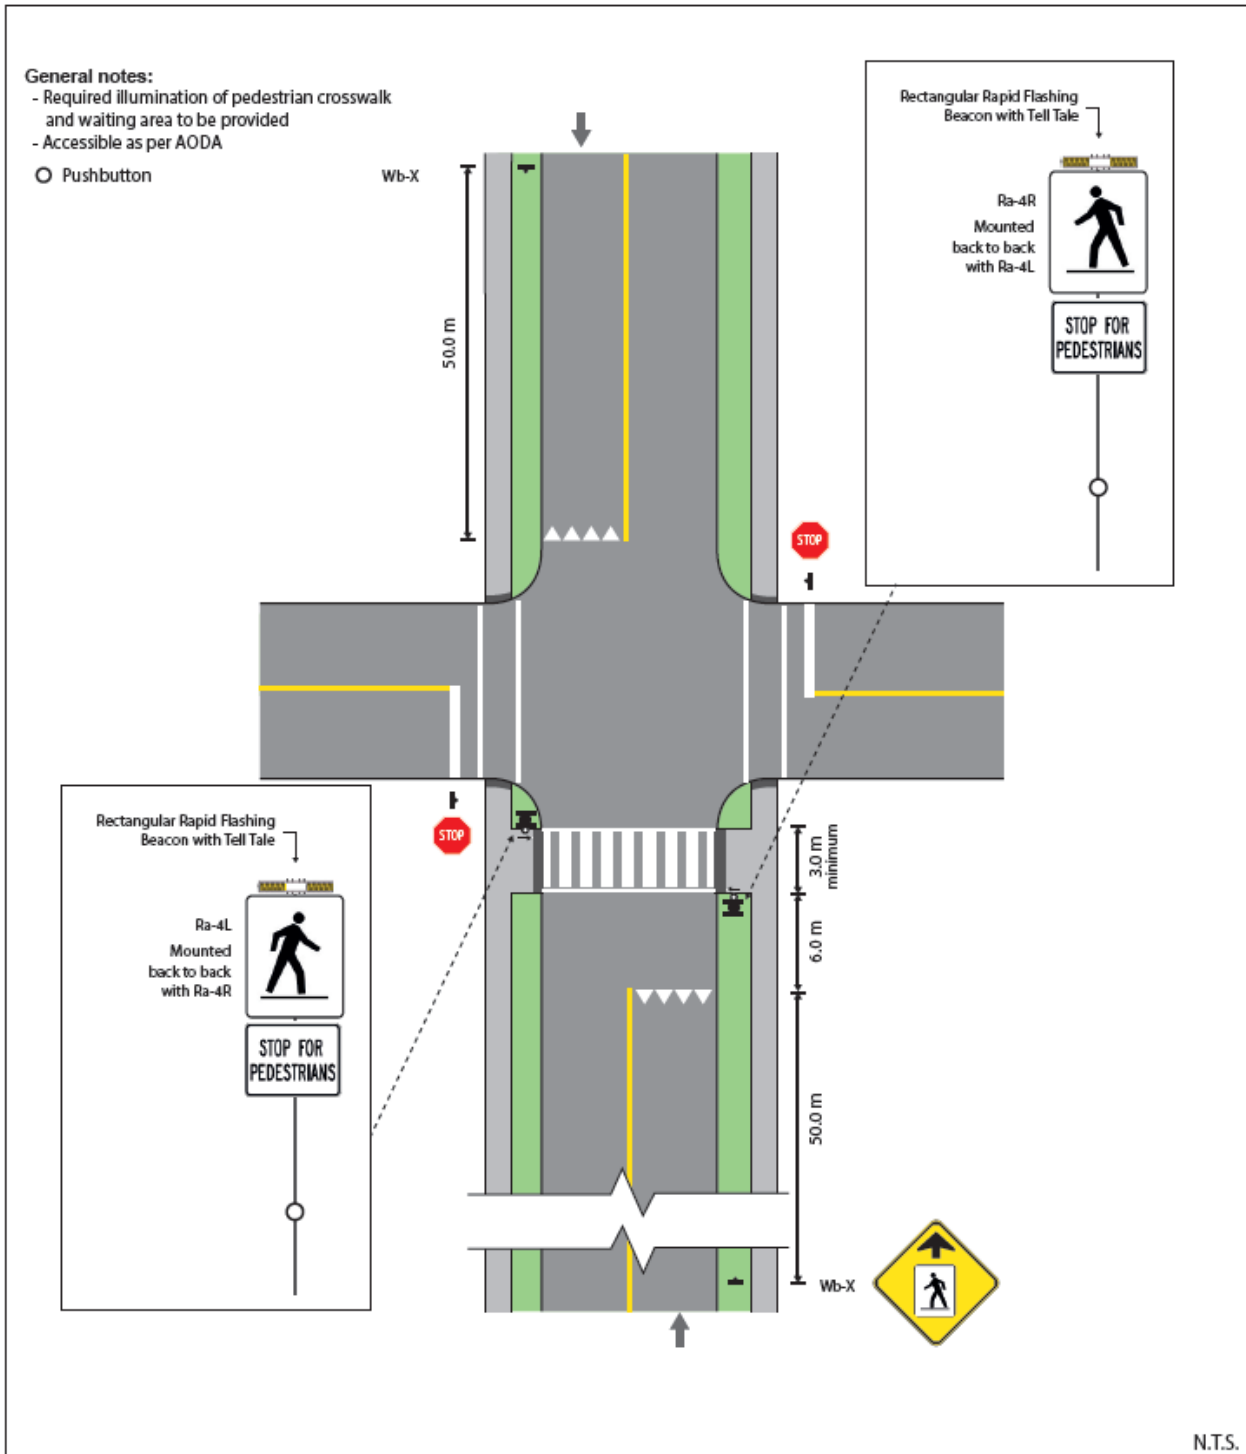 General notes:
- Required illumination of pedestrian crosswalk
and waiting area to be provided
- Accessible as per AODA
Pushbutton
Wb-X
50.0 m
Rectangular Rapid Flashing
Beacon with Tell Tale
Ra-4R
Mounted
back to back
with Ra-4L
STOP FOR
PEDESTRIANS
STOP
STOP
Rectangular Rapid Flashing
Beacon with Tell Tale
Ra-4L
Mounted
back to back
with Ra-4R
STOP FOR
PEDESTRIANS
3.0 m
minimum
6.0 m
50.0 m
Wb-X
N.T.S.